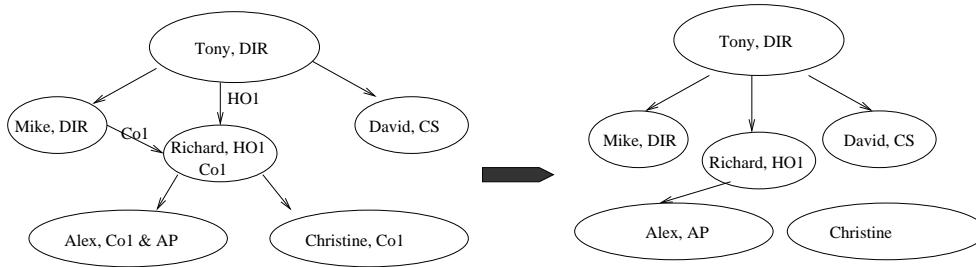 Tony, DIR
HO1
Mike, DIR
Co1
Richard, HO1
Co1
David, CS
Alex, Co1 & AP
Christine, Co1
Tony, DIR
Mike, DIR
Richard, HO1
David, CS
Alex, AP
Christine